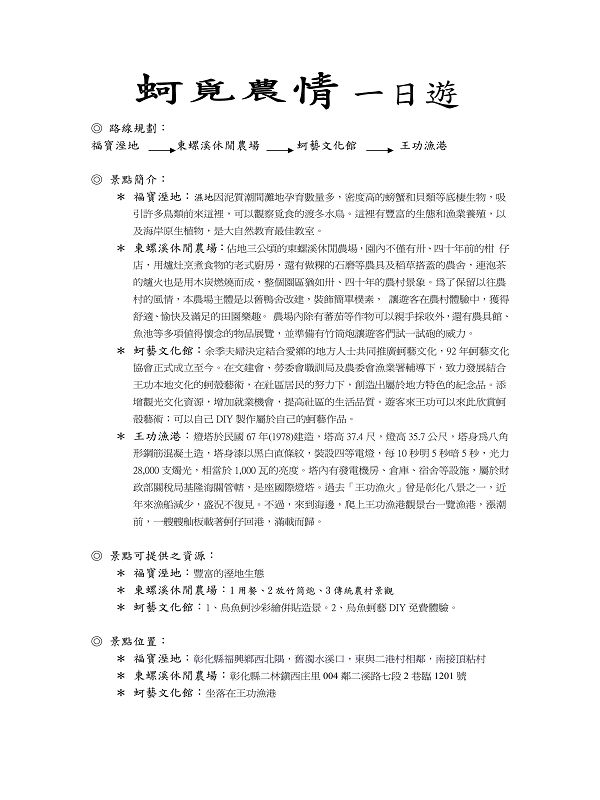 蚵覓農情 一日遊
◎ 路線規劃：
福寶溼地 → 東螺溪休閒農場 → 蚵藝文化館 → 王功漁港
◎ 景點簡介：
＊ 福寶溼地：濕地因泥質潮間灘地孕育數量多，密度高的螃蟹和貝類等底棲生物，吸
引許多鳥類前來這裡，可以觀察覓食的渡冬水鳥。這裡有豐富的生態和漁業養殖，以
及海岸原生植物，是大自然教育最佳教室。
＊ 東螺溪休閒農場：佔地三公頃的東螺溪休閒農場，園內不僅有卅、四十年前的柑 仔
店，用爐灶烹煮食物的老式廚房，還有做粿的石磨等農具及稻草搭蓋的農舍，連泡茶
的爐火也是用木炭燃燒而成，整個園區猶如卅、四十年的農村景象。為了保留以往農
村的風情，本農場主體是以舊鴨舍改建，裝飾簡單樸素， 讓遊客在農村體驗中，獲得
舒適、愉快及滿足的田園樂趣。 農場內除有蕃茄等作物可以親手採收外，還有農具館、
魚池等多項值得懷念的物品展覽，並準備有竹筒炮讓遊客們試一試砲的威力。
＊ 蚵藝文化館：余季夫婦決定結合愛鄉的地方人士共同推廣蚵藝文化，92 年蚵藝文化
協會正式成立至今。在文建會、勞委會職訓局及農委會漁業署輔導下，致力發展結合
王功本地文化的蚵殼藝術，在社區居民的努力下，創造出屬於地方特色的紀念品。添
增觀光文化資源，增加就業機會，提高社區的生活品質。遊客來王功可以來此欣賞蚵
殼藝術；可以自己 DIY 製作屬於自己的蚵藝作品。
＊ 王功漁港：燈塔於民國 67 年(1978)建造，塔高 37.4 尺，燈高 35.7 公尺，塔身為八角
形鋼筋混凝土造，塔身漆以黑白直條紋，裝設四等電燈，每 10 秒明 5 秒暗 5 秒，光力
28,000 支燭光，相當於 1,000 瓦的亮度。塔內有發電機房、倉庫、宿舍等設施，屬於財
政部關稅局基隆海關管轄，是座國際燈塔。過去「王功漁火」曾是彰化八景之一，近
年來漁船減少，盛況不復見。不過，來到海邊，爬上王功漁港觀景台一覽漁港，漲潮
前，一艘艘舢板載著蚵仔回港，滿載而歸。
◎ 景點可提供之資源：
＊ 福寶溼地：豐富的溼地生態
＊ 東螺溪休閒農場：1 用餐、2 放竹筒炮、3 傳統農村景觀
＊ 蚵藝文化館：1、烏魚蚵沙彩繪併貼造景。2、烏魚蚵藝 DIY 免費體驗。
◎ 景點位置：
＊ 福寶溼地：彰化縣福興鄉西北隅，舊濁水溪口，東與二港村相鄰，南接頂粘村
＊ 東螺溪休閒農場：彰化縣二林鎮西庄里 004 鄰二溪路七段 2 巷臨 1201 號
＊ 蚵藝文化館：坐落在王功漁港